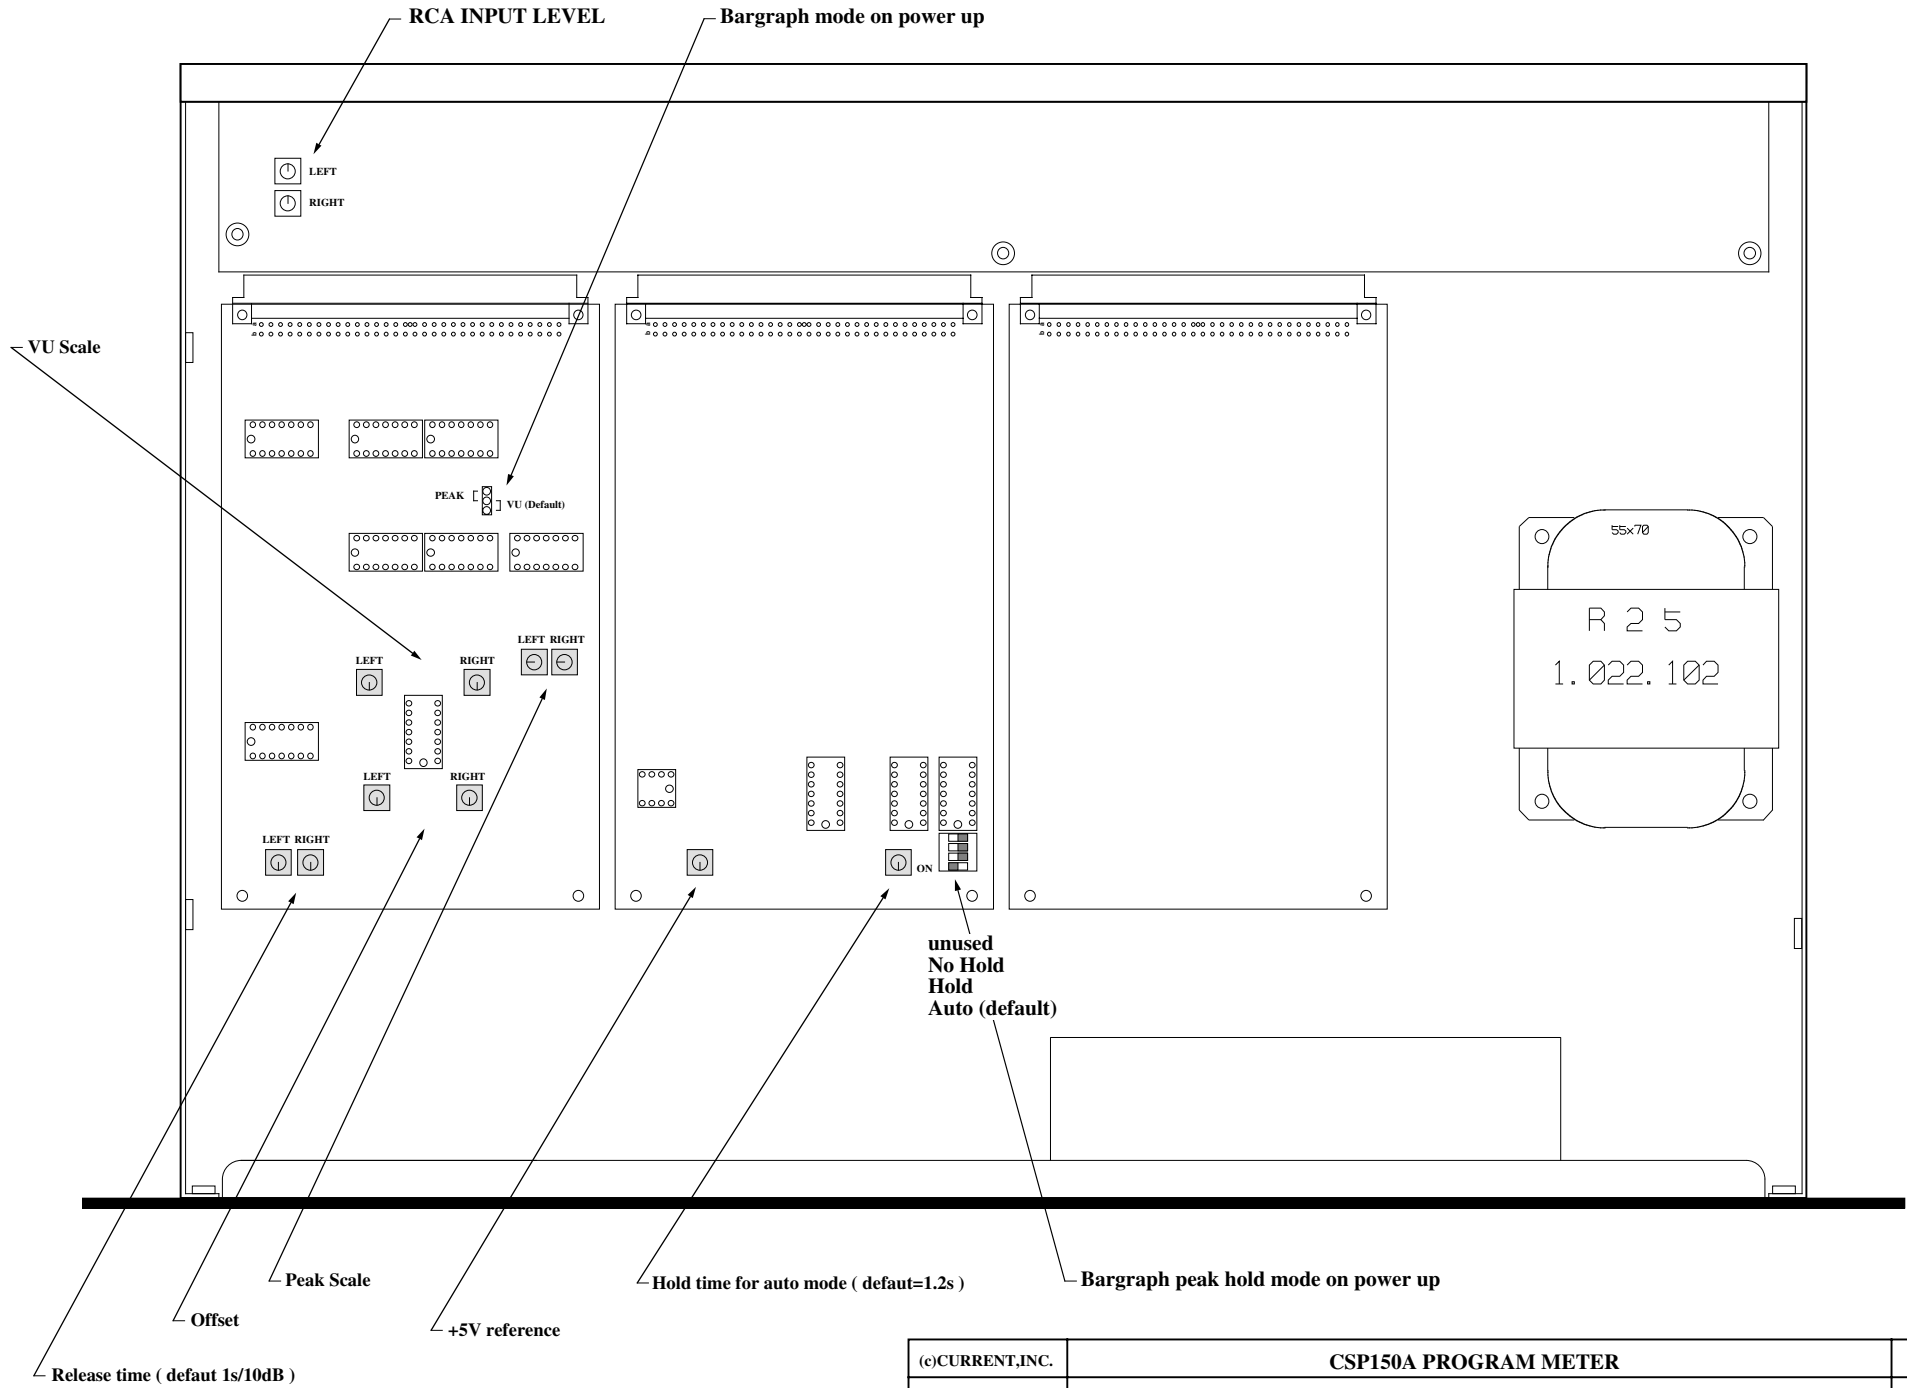 RCA INPUT LEVEL
Bargraph mode on power up
LEFT
RIGHT
VU Scale
PEAK
VU (Default)
55x70
R 2 5
1.022.102
LEFT RIGHT
LEFT
RIGHT
LEFT
RIGHT
LEFT RIGHT
ON
unused
No Hold
Hold
Auto (default)
Peak Scale
Hold time for auto mode ( defaut=1.2s )
Bargraph peak hold mode on power up
Offset
+5V reference
Release time ( defaut 1s/10dB )
(c)CURRENT,INC.
CSP150A PROGRAM METER